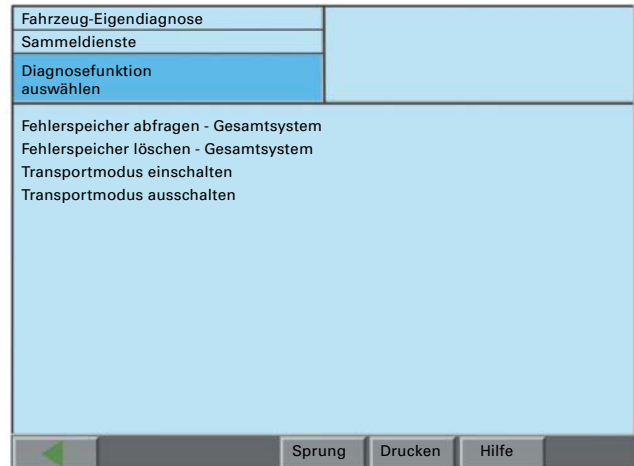 Fahrzeug-Eigendiagnose
Sammeldienste
Diagnosefunktion
auswählen
Fehlerspeicher abfragen - Gesamtsystem
Fehlerspeicher löschen - Gesamtsystem
Transportmodus einschalten
Transportmodus ausschalten
Sprung Drucken Hilfe